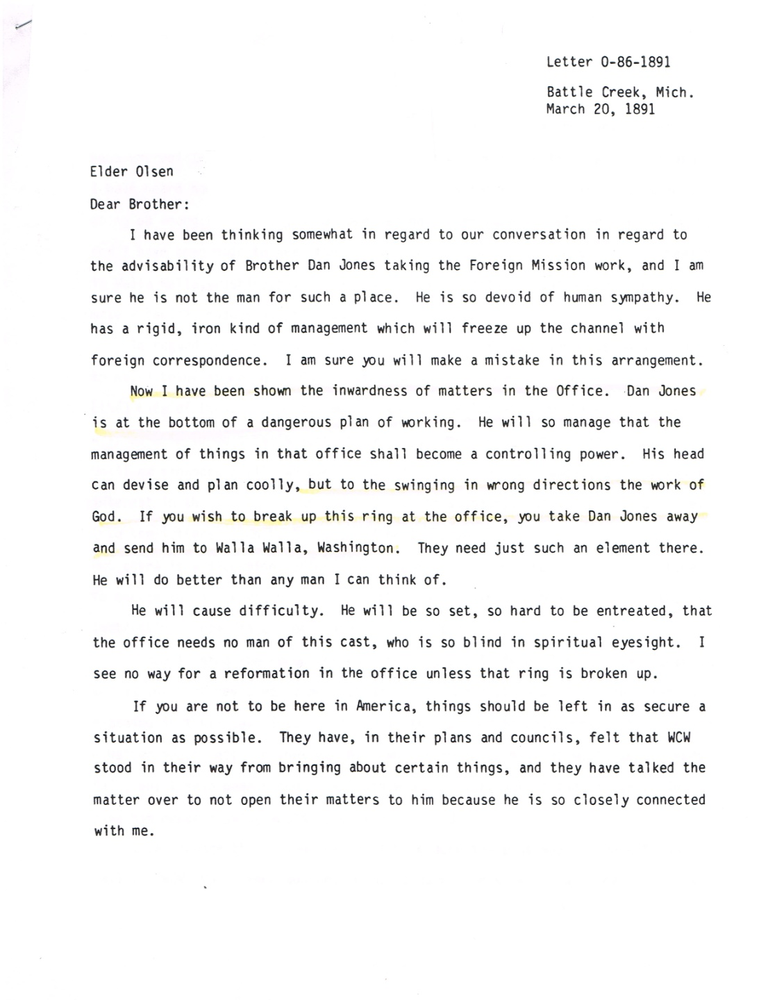 Letter O-86-1891
Battle Creek, Mich.
March 20, 1891
Elder Olsen
Dear Brother:
I have been thinking somewhat in regard to our conversation in regard to
the advisability of Brother Dan Jones taking the Foreign Mission work, and I am
sure he is not the man for such a place. He is so devoid of human sympathy. He
has a rigid, iron kind of management which will freeze up the channel with
foreign correspondence. I am sure you will make a mistake in this arrangement.
Now I have been shown the inwardness of matters in the Office. Dan Jones
is at the bottom of a dangerous plan of working. He will so manage that the
management of things in that office shall become a controlling power. His head
can devise and plan coolly, but to the swinging in wrong directions the work of
God. If you wish to break up this ring at the office, you take Dan Jones away
and send him to Walla Walla, Washington. They need just such an element there.
He will do better than any man I can think of.
He will cause difficulty. He will be so set, so hard to be entreated, that
the office needs no man of this cast, who is so blind in spiritual eyesight. I
see no way for a reformation in the office unless that ring is broken up.
If you are not to be here in America, things should be left in as secure a
situation as possible. They have, in their plans and councils, felt that WCW
stood in their way from bringing about certain things, and they have talked the
matter over to not open their matters to him because he is so closely connected
with me.